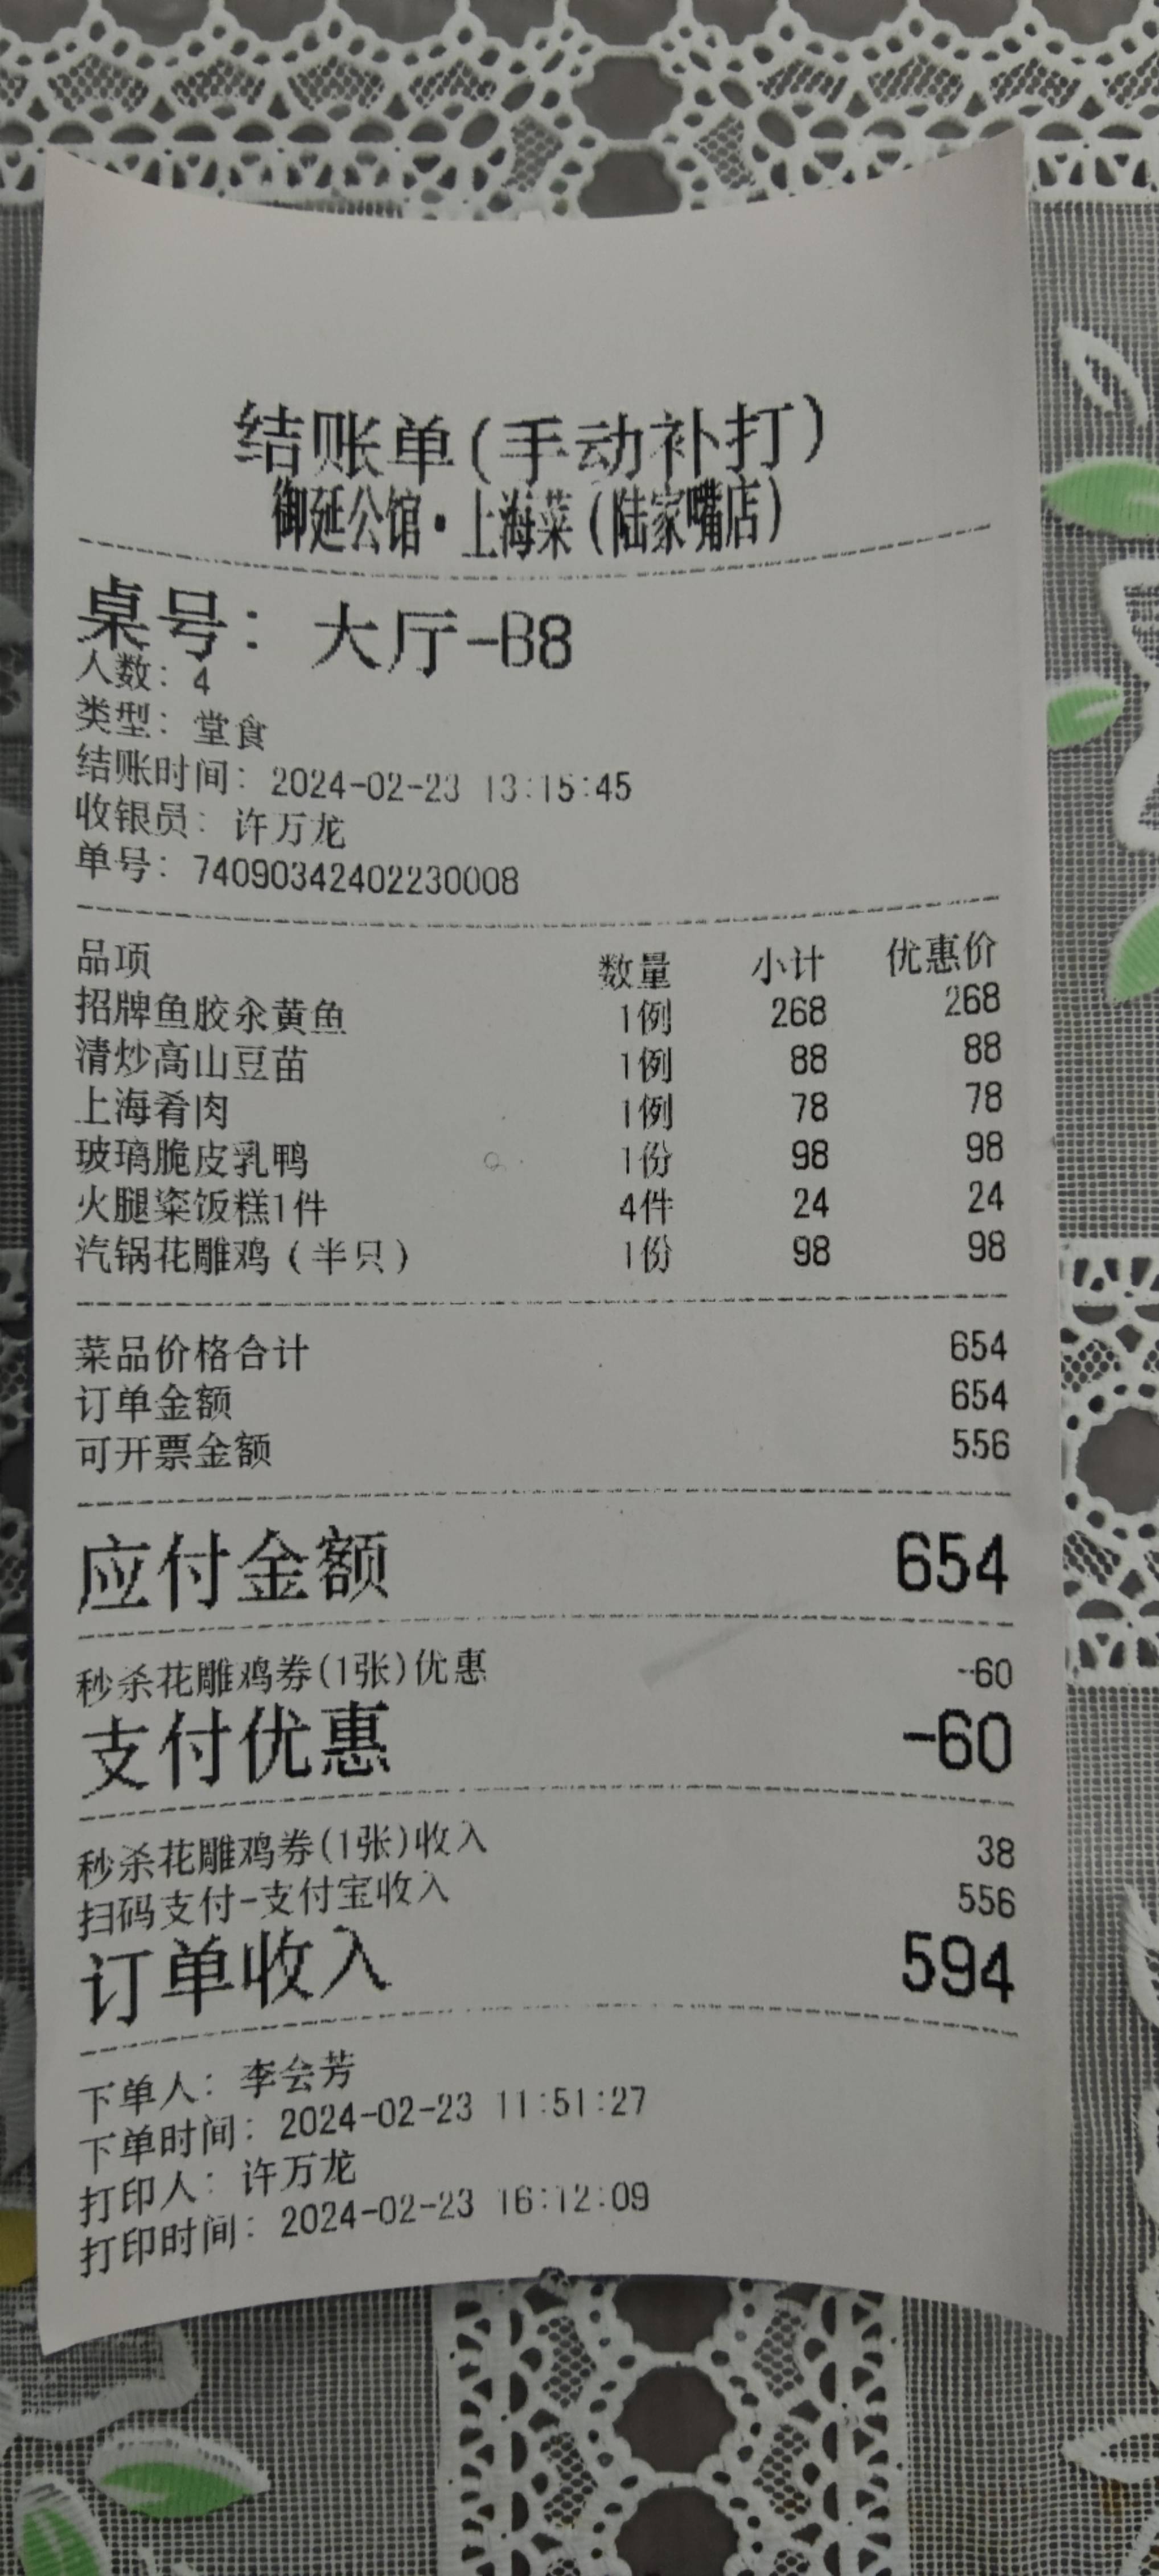 结账单(手动补打)
御延公馆·上海菜(陆家嘴店)
桌号: 大厅-B8
人数: 4
类型: 堂食
结账时间: 2024-02-23 13:15:45
收银员: 许万龙
单号: 74090342402230008
品项 数量 小计 优惠价
招牌鱼胶汆黄鱼 1例 268 268
清炒高山豆苗 1例 88 88
上海肴肉 1例 78 78
玻璃脆皮乳鸭 1份 98 98
火腿粢饭糕1件 4件 24 24
汽锅花雕鸡(半只) 1份 98 98
菜品价格合计 654
订单金额 654
可开票金额 556
应付金额 654
秒杀花雕鸡券(1张)优惠 -60
支付优惠 -60
秒杀花雕鸡券(1张)收入 38
扫码支付-支付宝收入 556
订单收入 594
下单人: 李会芳
下单时间: 2024-02-23 11:51:27
打印人: 许万龙
打印时间: 2024-02-23 16:12:09